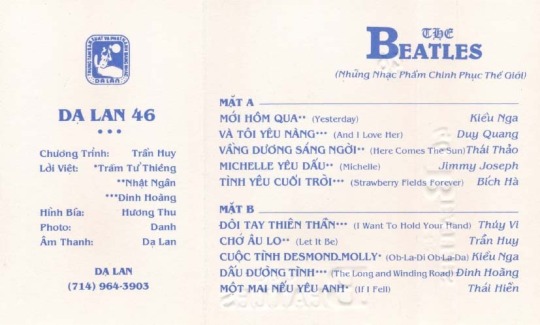 DẠ LAN
DẠ LAN 46
Chương Trình: Trần Huy
Lời Việt: *Trầm Tử Thiêng
**Nhật Ngân
***Đinh Hoàng
Hình Bìa: Hương Thu
Photo: Danh
Âm Thanh: Dạ Lan
DẠ LAN
(714) 964-3903
THE
BEATLES
(Những Nhạc Phẩm Chinh Phục Thế Giới)
MẶT A
MỚI HÔM QUA** (Yesterday) Kiều Nga
VÀ TÔI YÊU NÀNG*** (And I Love Her) Duy Quang
VẦNG DƯƠNG SÁNG NGỜI** (Here Comes The Sun) Thái Thảo
MICHELLE YÊU DẤU** (Michelle) Jimmy Joseph
TÌNH YÊU CUỐI TRỜI*** (Strawberry Fields Forever) Bích Hà
MẶT B
ĐÔI TAY THIÊN THẦN*** (I Want To Hold Your Hand) Thúy Vi
CHỚ ÂU LO** (Let It Be) Trần Huy
CUỘC TÌNH DESMOND-MOLLY* (Ob-La-Di Ob-La-Da) Kiều Nga
DẤU ĐƯỜNG TÌNH*** (The Long and Winding Road) Đinh Hoàng
MỘT MAI NẾU YÊU ANH* (If I Fell) Thái Hiền